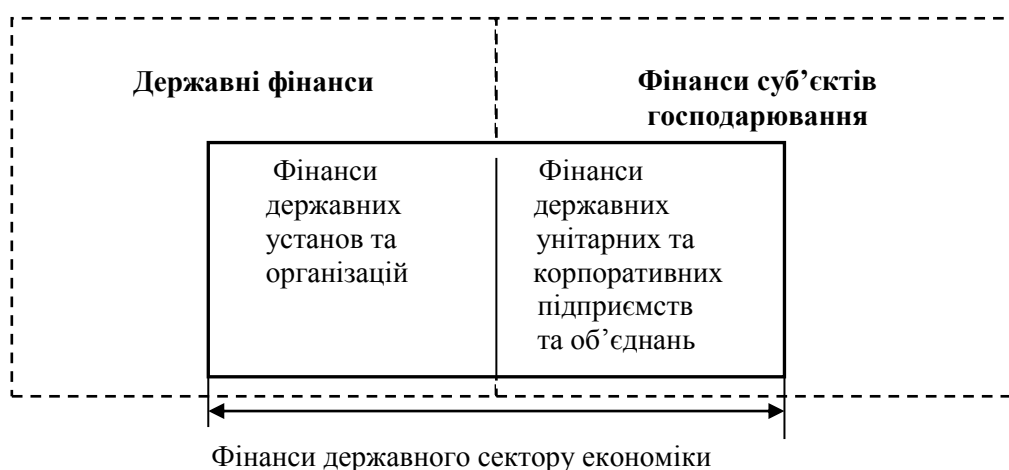 Державні фінанси
Фінанси суб’єктів
господарювання
Фінанси
державних
установ та
організацій
Фінанси
державних
унітарних та
корпоративних
підприємств
та об’єднань
Фінанси державного сектору економіки